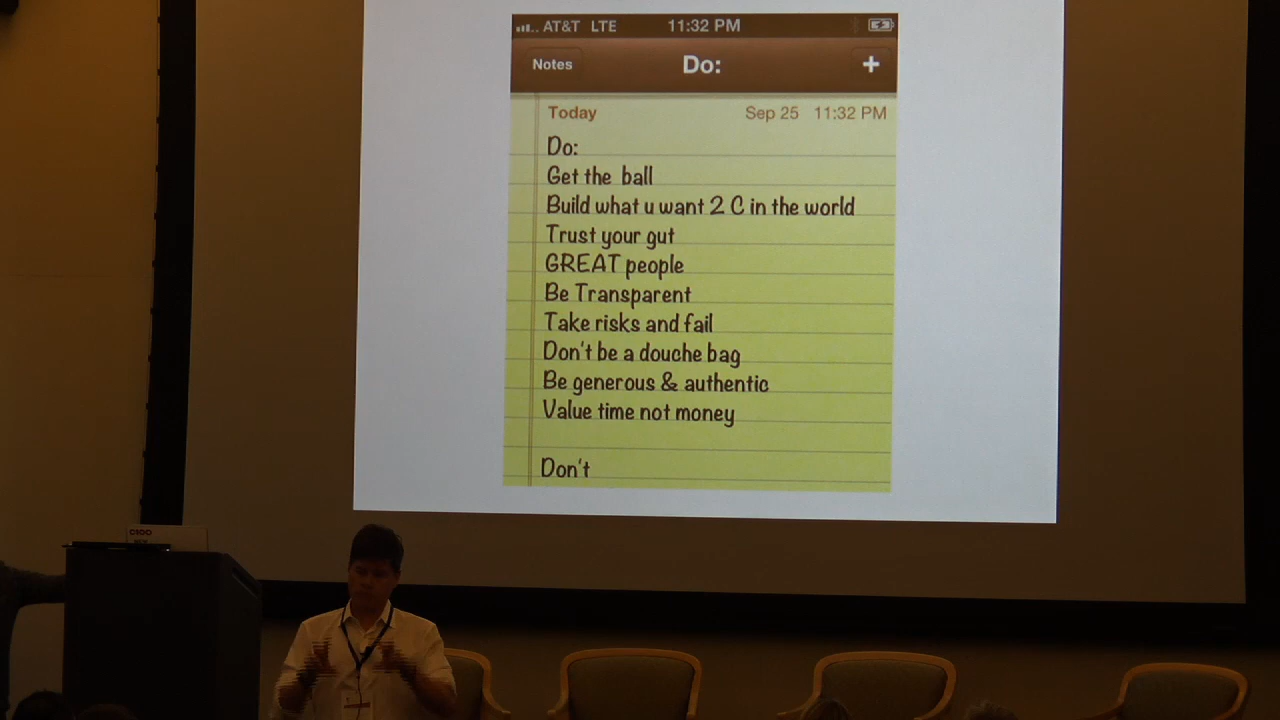 AT&T LTE 11:32 PM
Notes Do: +
Today Sep 25 11:32 PM
Do:
Get the ball
Build what u want 2 C in the world
Trust your gut
GREAT people
Be Transparent
Take risks and fail
Don't be a douche bag
Be generous & authentic
Value time not money
Don't